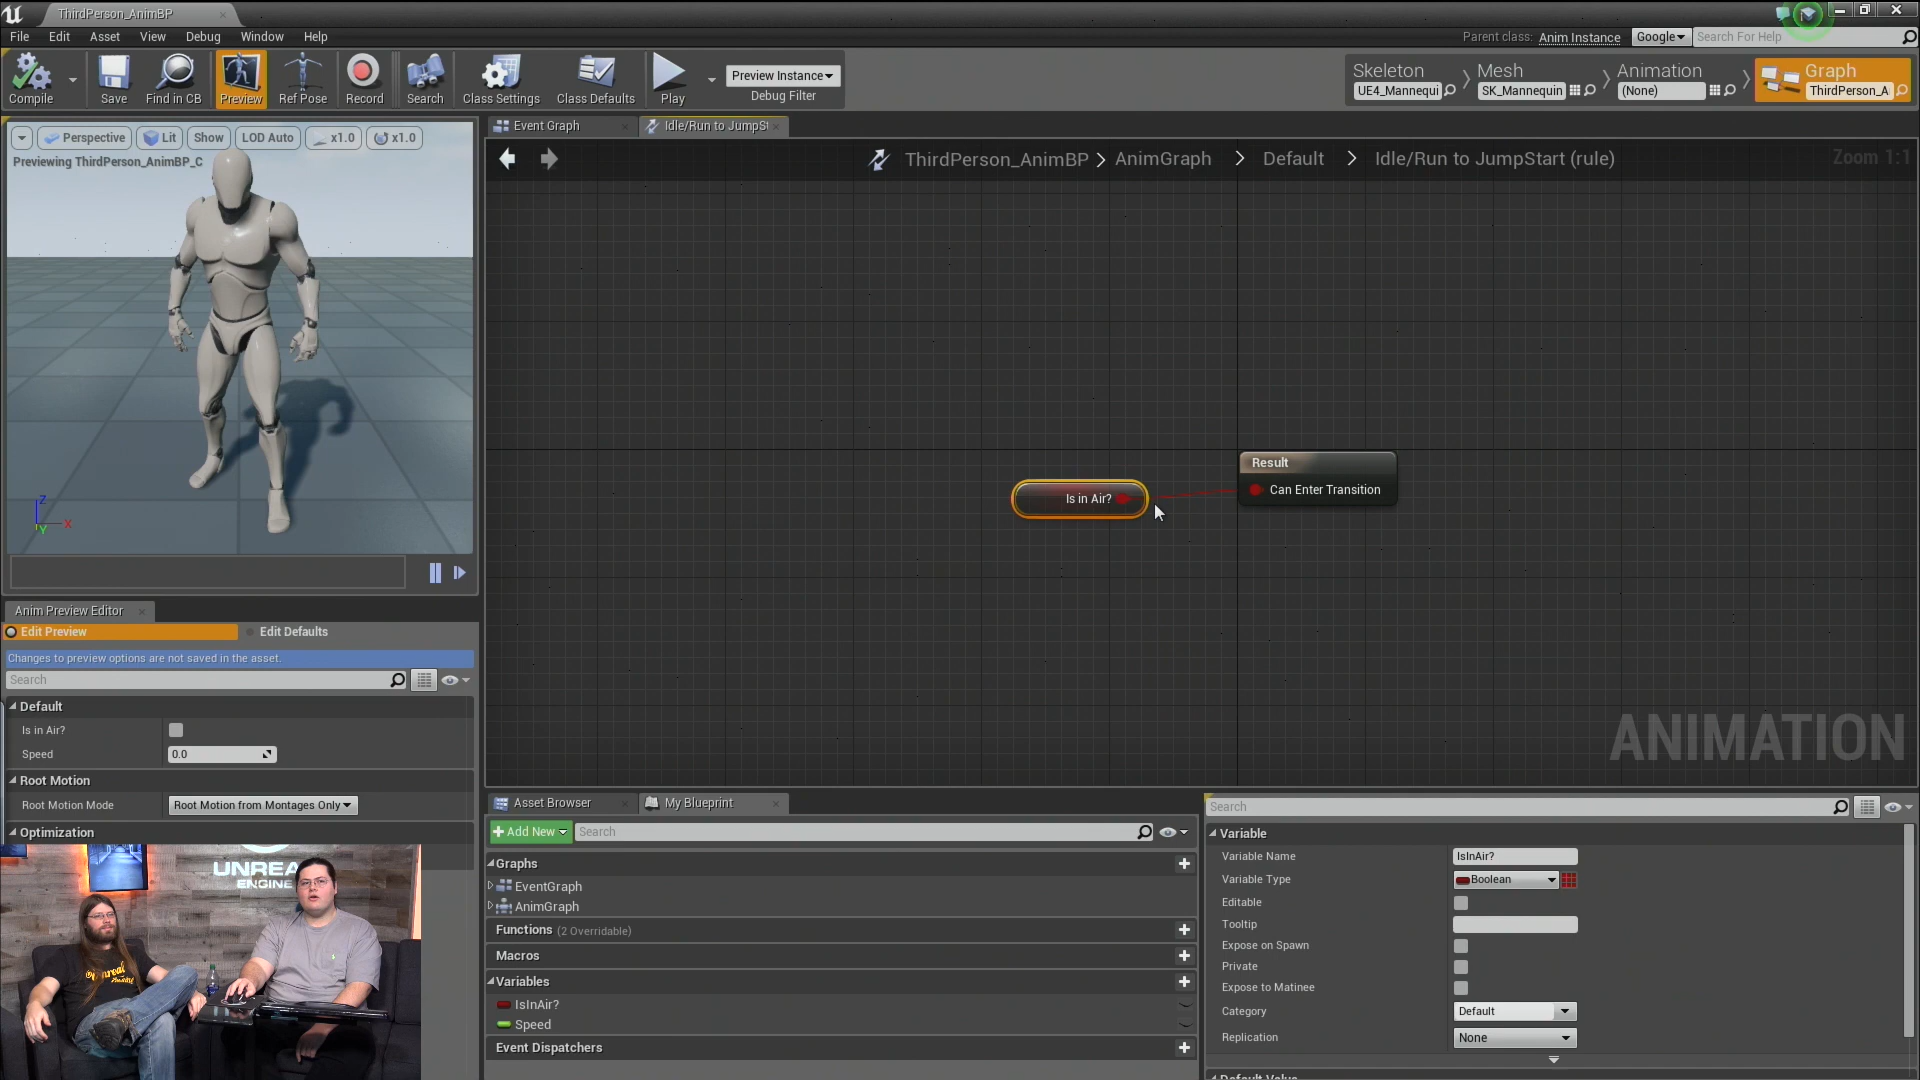 ThirdPerson_AnimBP
File Edit Asset View Debug Window Help
Parent class: Anim Instance Google Search For Help
Compile Save Find in CB Preview Ref Pose Record Search Class Settings Class Defaults Play
Preview Instance
Debug Filter
Skeleton
UE4_Mannequi
Mesh
SK_Mannequin
Animation
(None)
Graph
ThirdPerson_A
Perspective Lit Show LOD Auto x1.0 x1.0
Previewing ThirdPerson_AnimBP_C
Z
X
Y
Event Graph Idle/Run to JumpSt
ThirdPerson_AnimBP > AnimGraph > Default > Idle/Run to JumpStart (rule)
Zoom 1:1
Is in Air?
Result
Can Enter Transition
ANIMATION
Anim Preview Editor
Edit Preview Edit Defaults
Changes to preview options are not saved in the asset.
Search
Default
Is in Air?
Speed 0.0
Root Motion
Root Motion Mode Root Motion from Montages Only
Optimization
UNREA
ENGINE
Asset Browser My Blueprint
+ Add New Search
Graphs
EventGraph
AnimGraph
Functions (2 Overridable)
Macros
Variables
IsInAir?
Speed
Event Dispatchers
Search
Variable
Variable Name IsInAir?
Variable Type Boolean
Editable
Tooltip
Expose on Spawn
Private
Expose to Matinee
Category Default
Replication None
Default Value